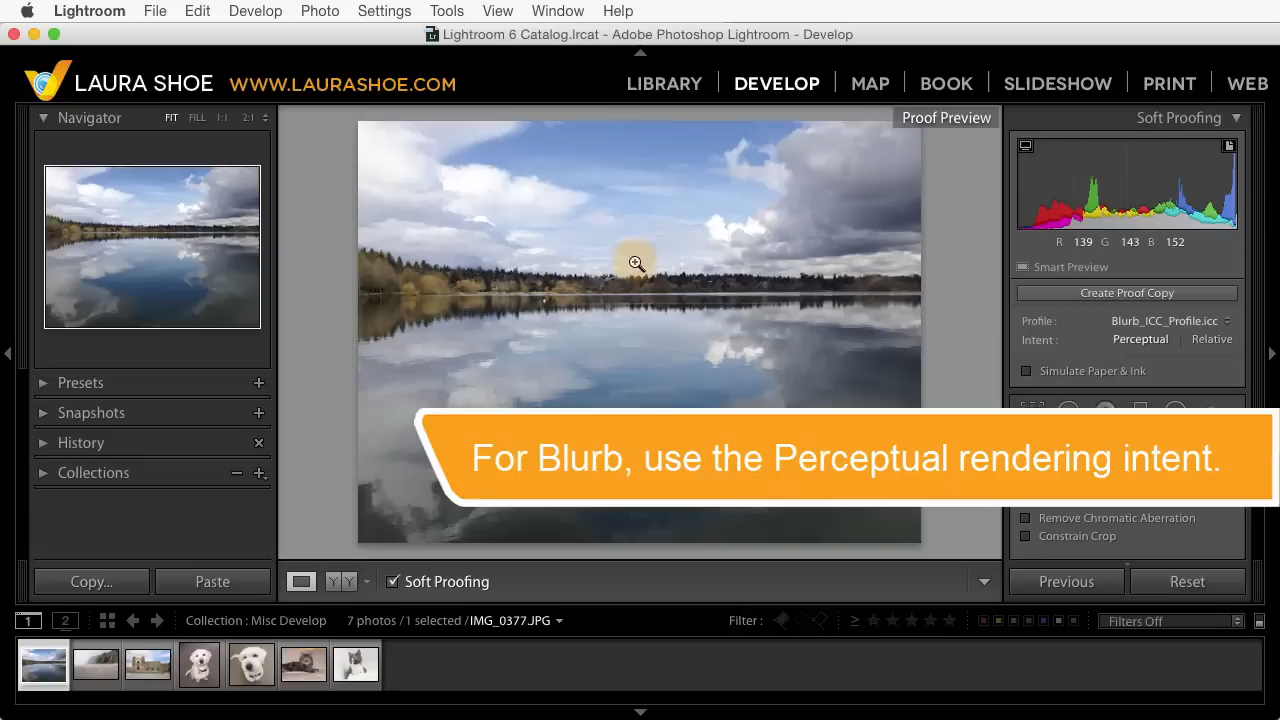 Lightroom File Edit Develop Photo Settings Tools View Window Help
Lightroom 6 Catalog.lrcat - Adobe Photoshop Lightroom - Develop
LAURA SHOE WWW.LAURASHOE.COM
LIBRARY DEVELOP MAP BOOK SLIDESHOW PRINT WEB
Navigator FIT FILL 1:1 2:1
Proof Preview
Soft Proofing
R 139 G 143 B 152
Smart Preview
Create Proof Copy
Profile : Blurb_ICC_Profile.icc
Intent : Perceptual Relative
Simulate Paper & Ink
Presets
Snapshots
History
Collections
For Blurb, use the Perceptual rendering intent.
Remove Chromatic Aberration
Constrain Crop
Copy... Paste
Y Y Soft Proofing
Previous Reset
1 2 Collection : Misc Develop 7 photos / 1 selected / IMG_0377.JPG Filter : Filters Off